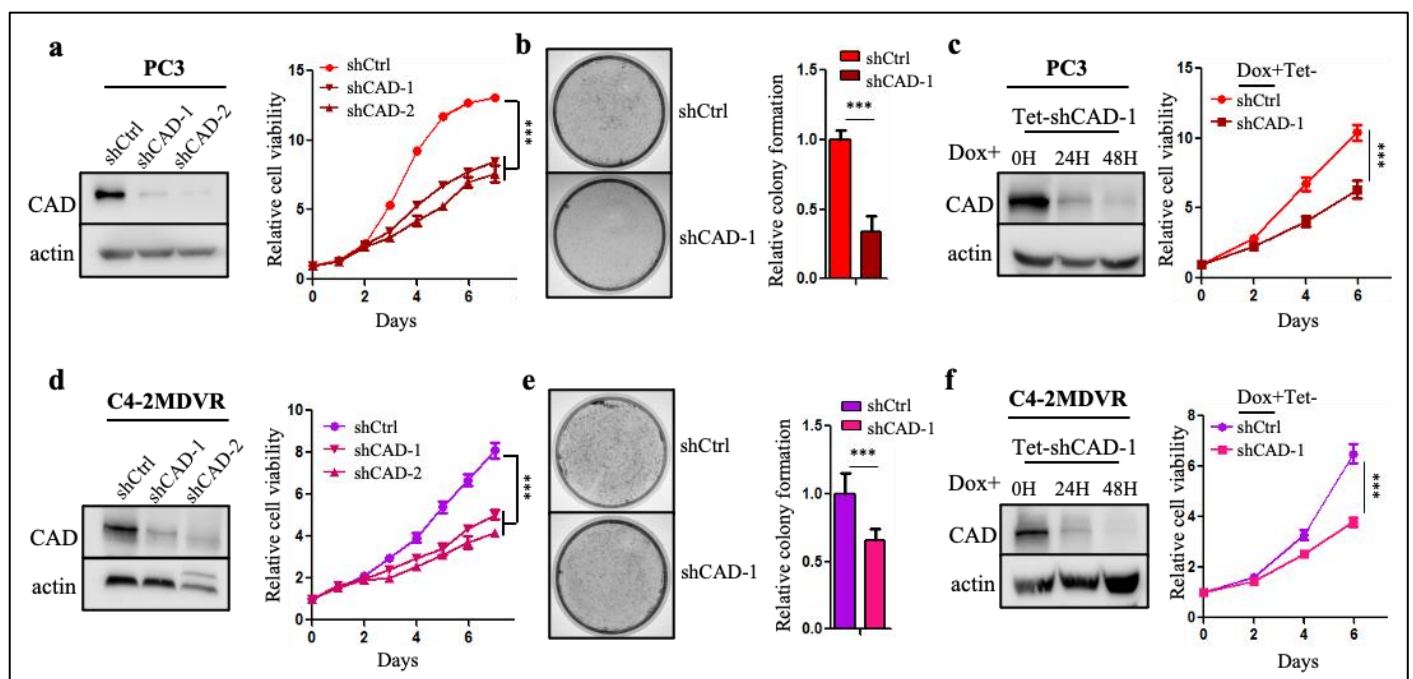 a
PC3
shCtrl
shCAD-1
shCAD-2
CAD
actin
Relative cell viability
15
10
5
0
0 2 4 6
Days
shCtrl
shCAD-1
shCAD-2
***
b
shCtrl
shCAD-1
Relative colony formation
1.5
1.0
0.5
0.0
shCtrl
shCAD-1
***
c
PC3
Tet-shCAD-1
Dox+ 0H 24H 48H
CAD
actin
Relative cell viability
15
10
5
0
0 2 4 6
Days
Dox+Tet-
shCtrl
shCAD-1
***
d
C4-2MDVR
shCtrl
shCAD-1
shCAD-2
CAD
actin
Relative cell viability
8
6
4
2
0
0 2 4 6
Days
shCtrl
shCAD-1
shCAD-2
***
e
shCtrl
shCAD-1
Relative colony formation
1.5
1.0
0.5
0.0
shCtrl
shCAD-1
***
f
C4-2MDVR
Tet-shCAD-1
Dox+ 0H 24H 48H
CAD
actin
Relative cell viability
8
6
4
2
0
0 2 4 6
Days
Dox+Tet-
shCtrl
shCAD-1
***